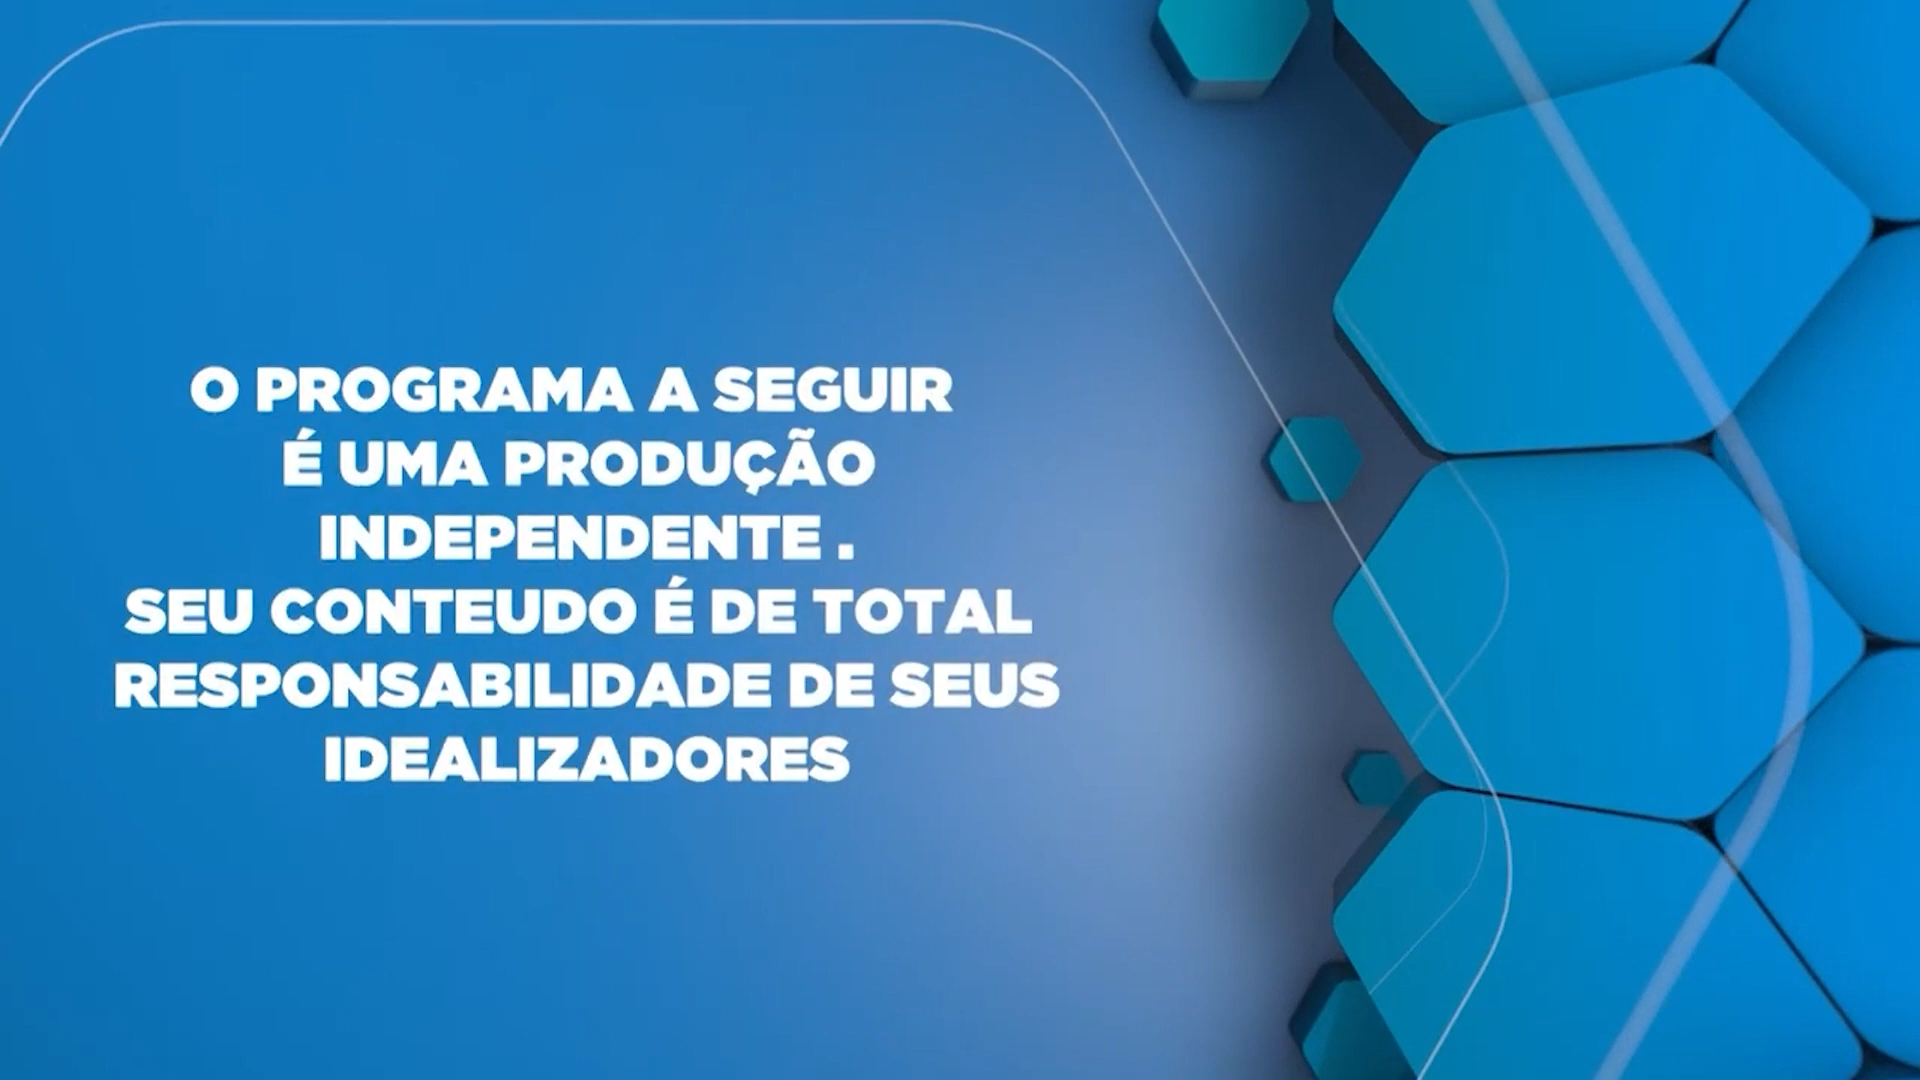 O PROGRAMA A SEGUIR
É UMA PRODUÇÃO
INDEPENDENTE .
SEU CONTEUDO É DE TOTAL
RESPONSABILIDADE DE SEUS
IDEALIZADORES